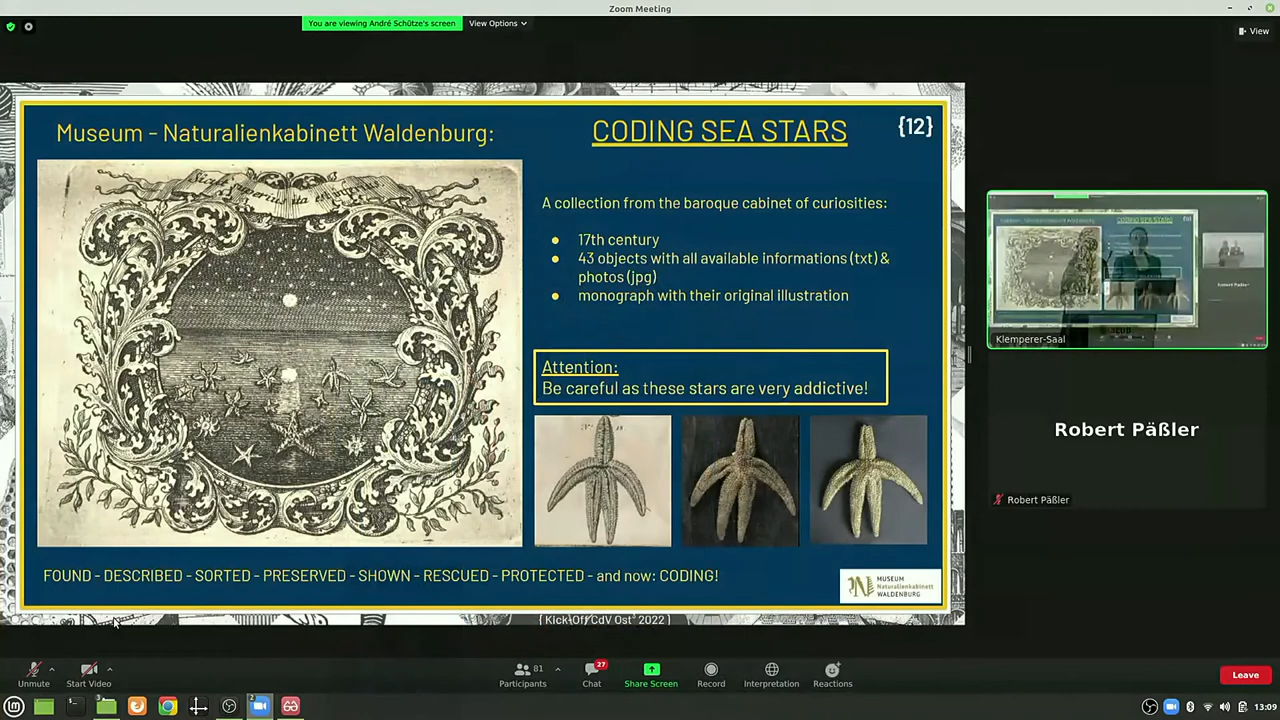 Zoom Meeting
You are viewing André Schütze's screen
View Options
View
Museum - Naturalienkabinett Waldenburg:
CODING SEA STARS
{12}
A collection from the baroque cabinet of curiosities:
● 17th century
● 43 objects with all available informations (txt) &
photos (jpg)
● monograph with their original illustration
Attention:
Be careful as these stars are very addictive!
FOUND - DESCRIBED - SORTED - PRESERVED - SHOWN - RESCUED - PROTECTED - and now: CODING!
MUSEUM
Naturalienkabinett
WALDENBURG
{ Kick-Off CdV Ost³ 2022 }
Klemperer-Saal
Robert Päßler
Robert Päßler
Unmute
Start Video
81
Participants
27
Chat
Share Screen
Record
Interpretation
Reactions
Leave
13:09